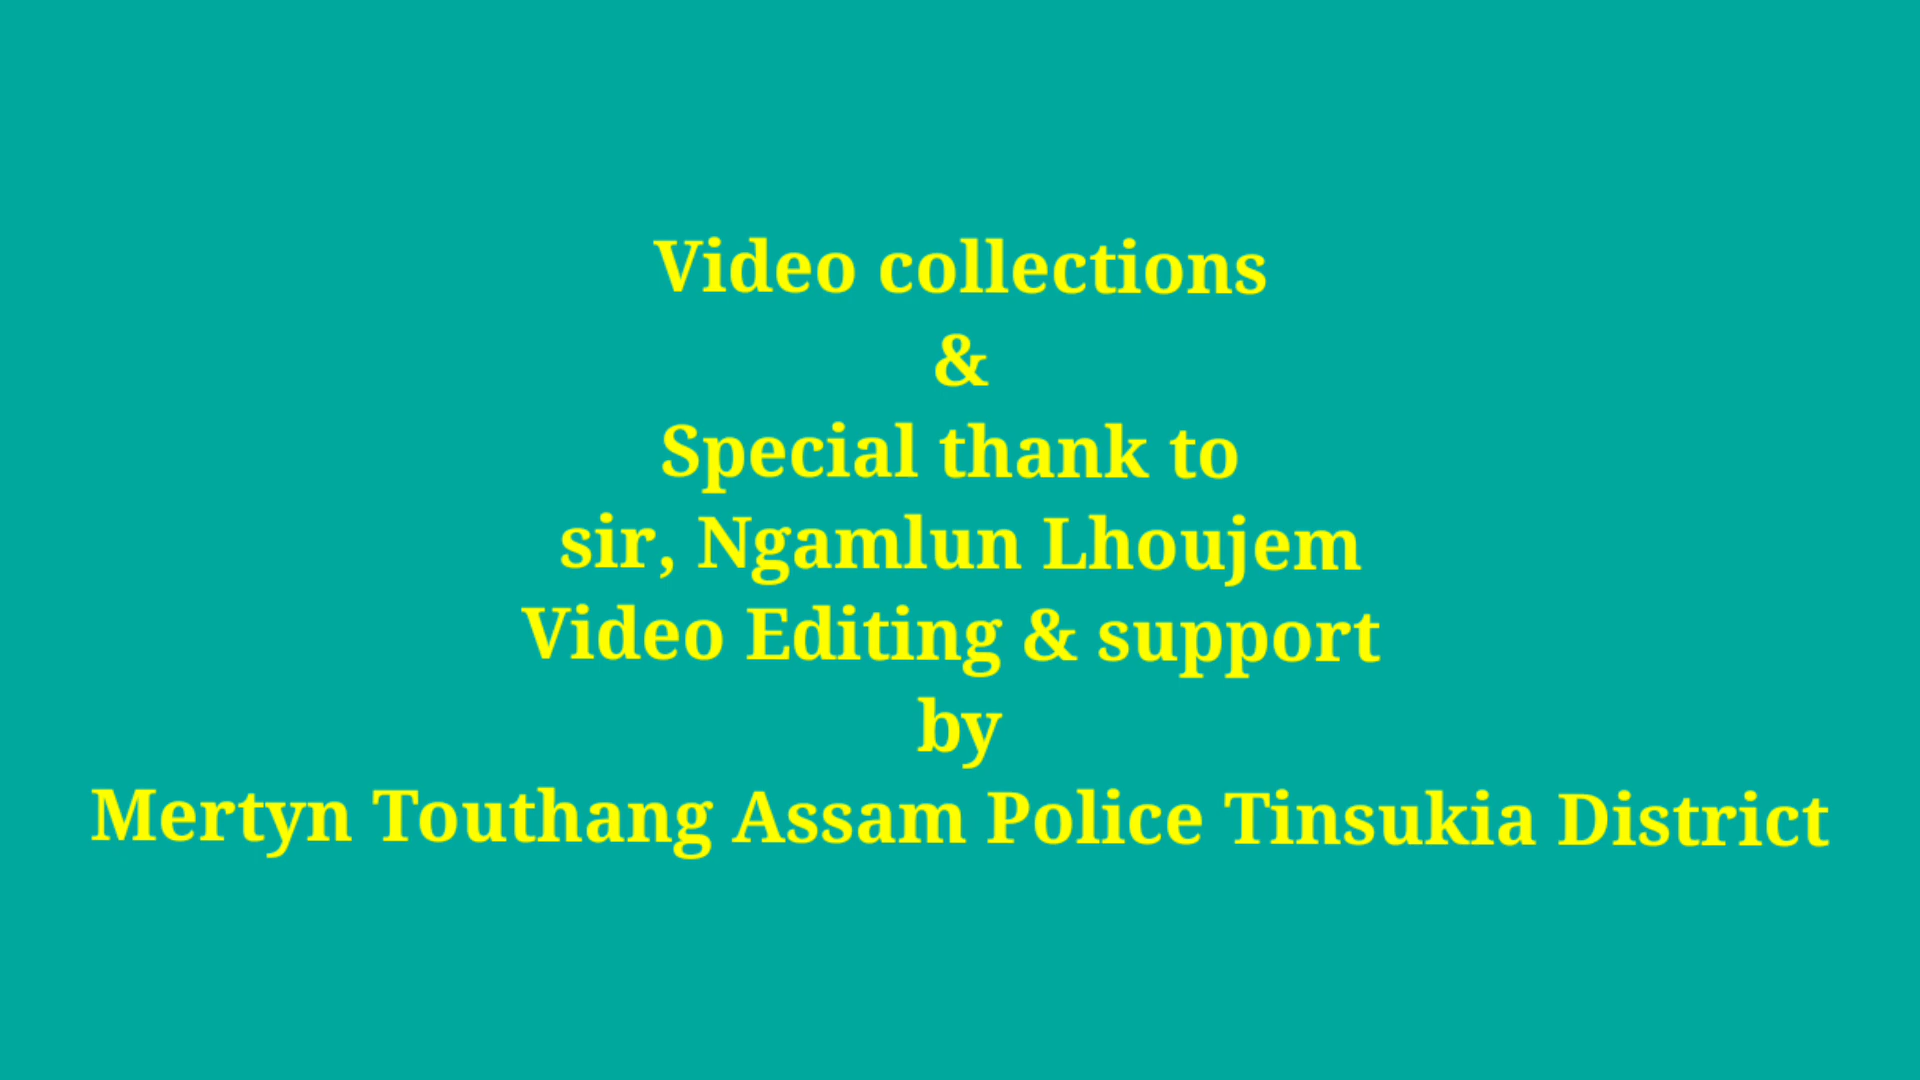 Video collections
&
Special thank to
sir, Ngamlun Lhoujem
Video Editing & support
by
Mertyn Touthang Assam Police Tinsukia District